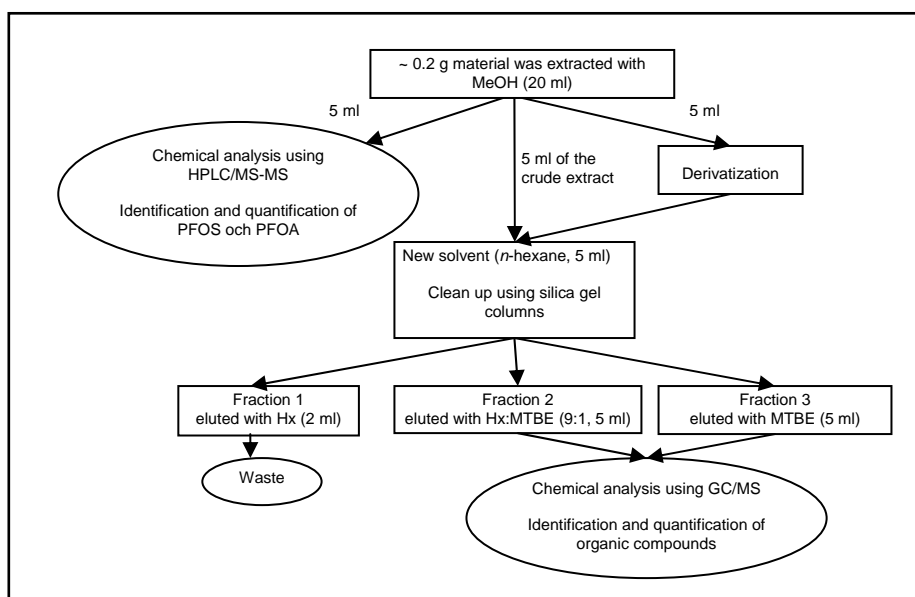 ~ 0.2 g material was extracted with
MeOH (20 ml)
5 ml
5 ml
Chemical analysis using
HPLC/MS-MS
Identification and quantification of
PFOS och PFOA
5 ml of the
crude extract
Derivatization
New solvent (n-hexane, 5 ml)
Clean up using silica gel
columns
Fraction 1
eluted with Hx (2 ml)
Fraction 2
eluted with Hx:MTBE (9:1, 5 ml)
Fraction 3
eluted with MTBE (5 ml)
Waste
Chemical analysis using GC/MS
Identification and quantification of
organic compounds